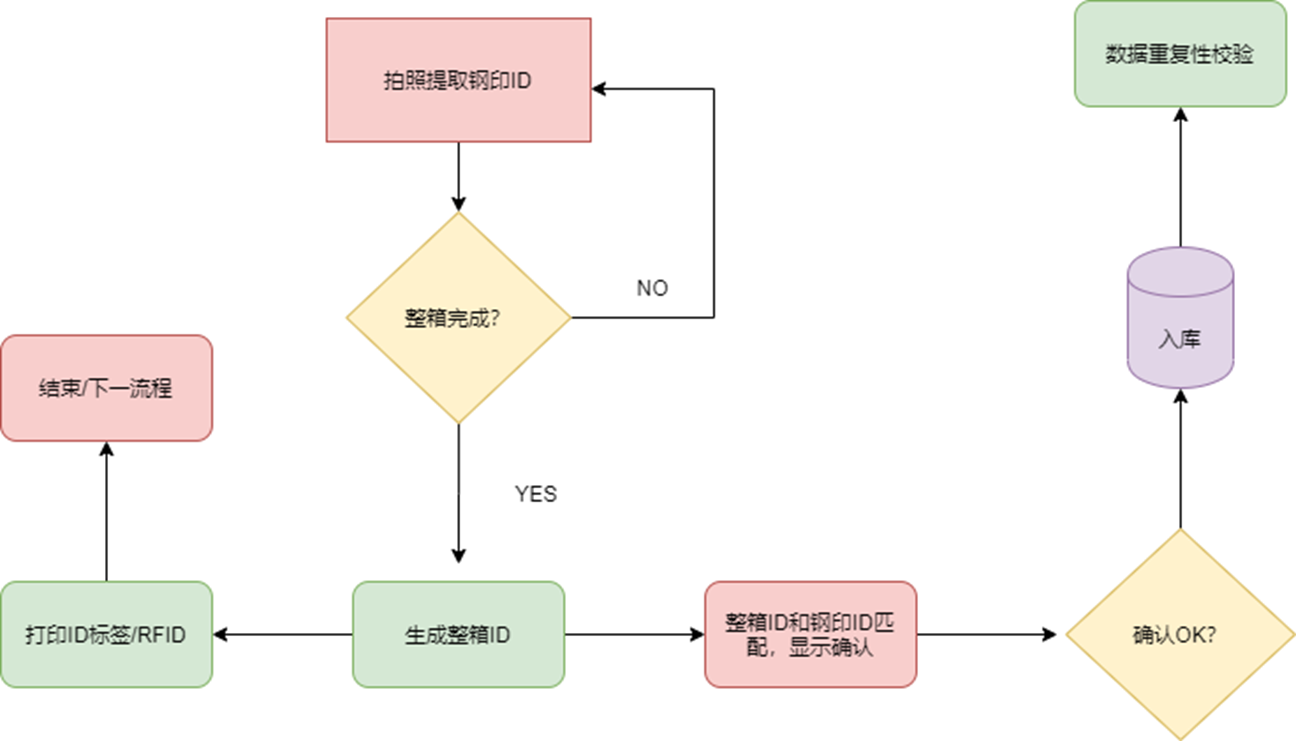 数据重复性校验
拍照提取钢印ID
NO
整箱完成？
入库
结束/下一流程
YES
打印ID标签/RFID
生成整箱ID
整箱ID和钢印ID匹
配，显示确认
确认OK？